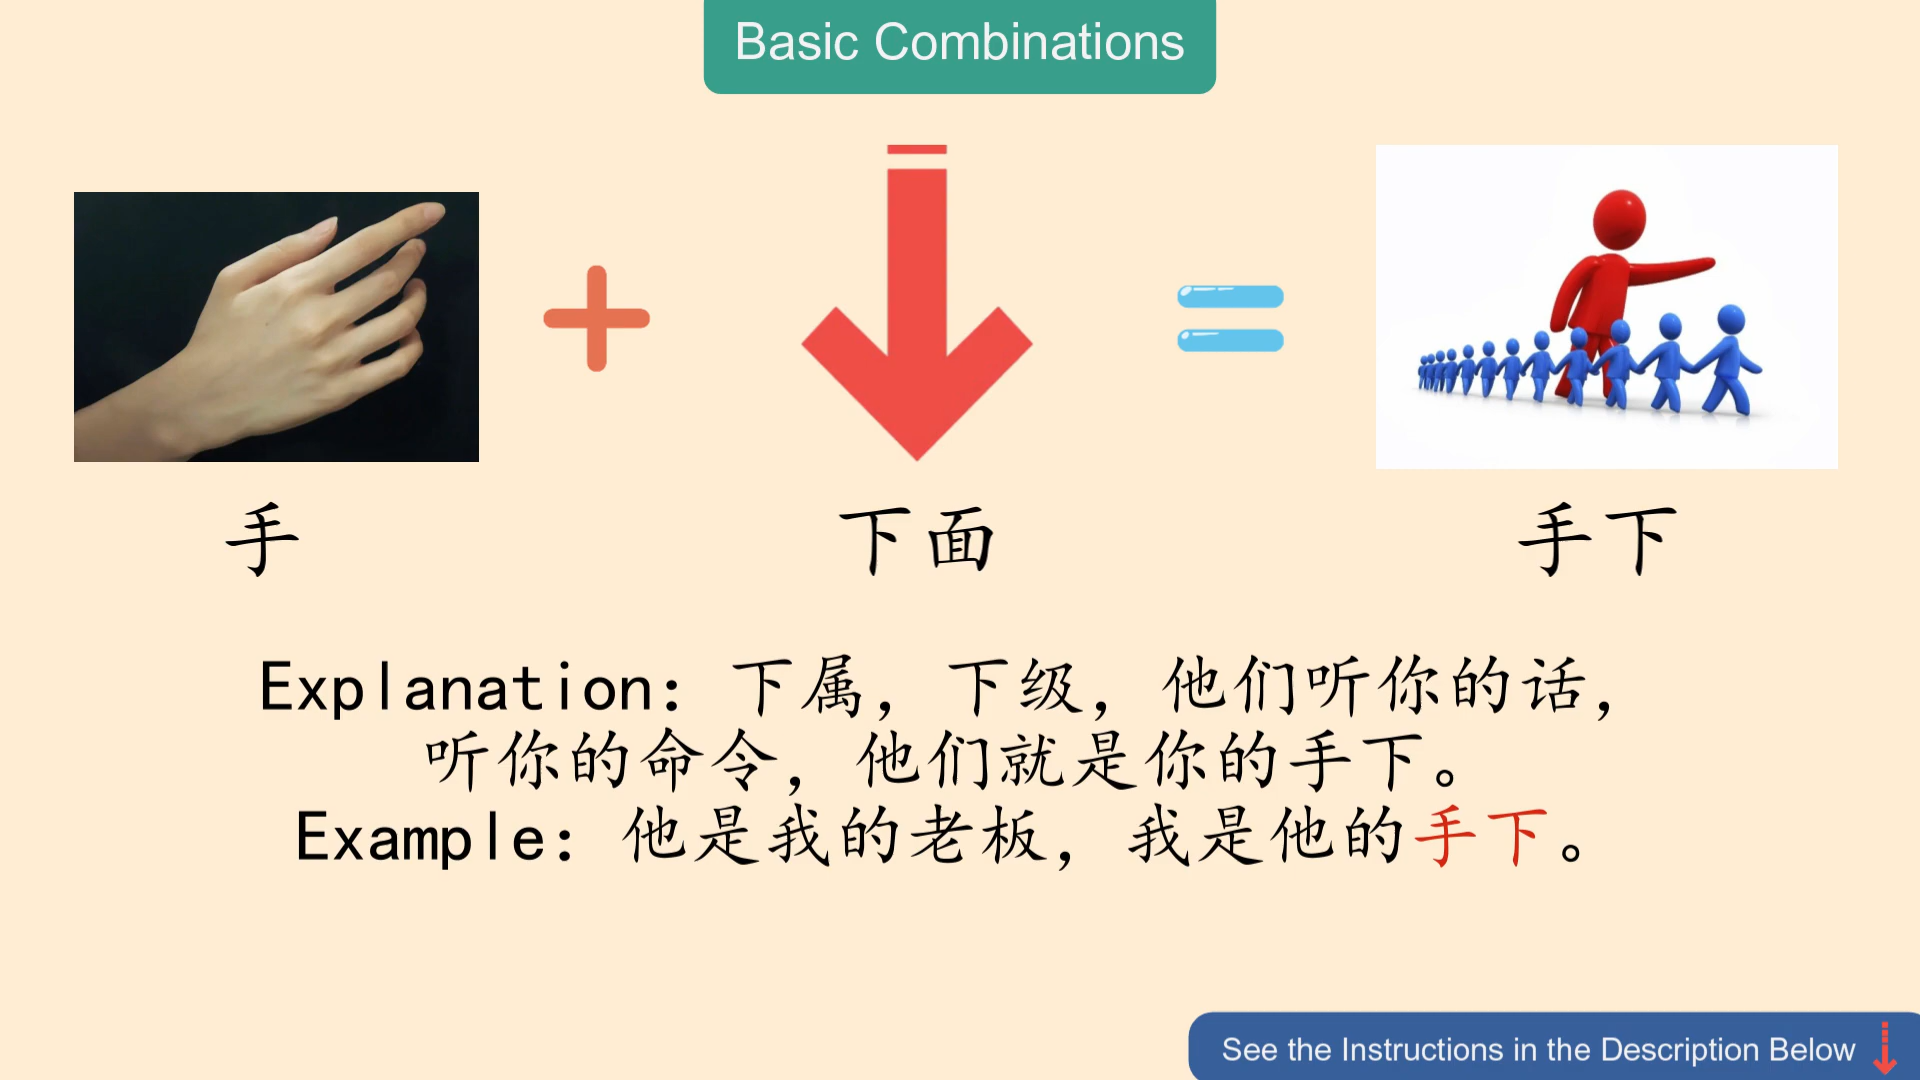 Basic Combinations
手
下面
手下
Explanation: 下属，下级，他们听你的话，
听你的命令，他们就是你的手下。
Example: 他是我的老板，我是他的手下。
See the Instructions in the Description Below